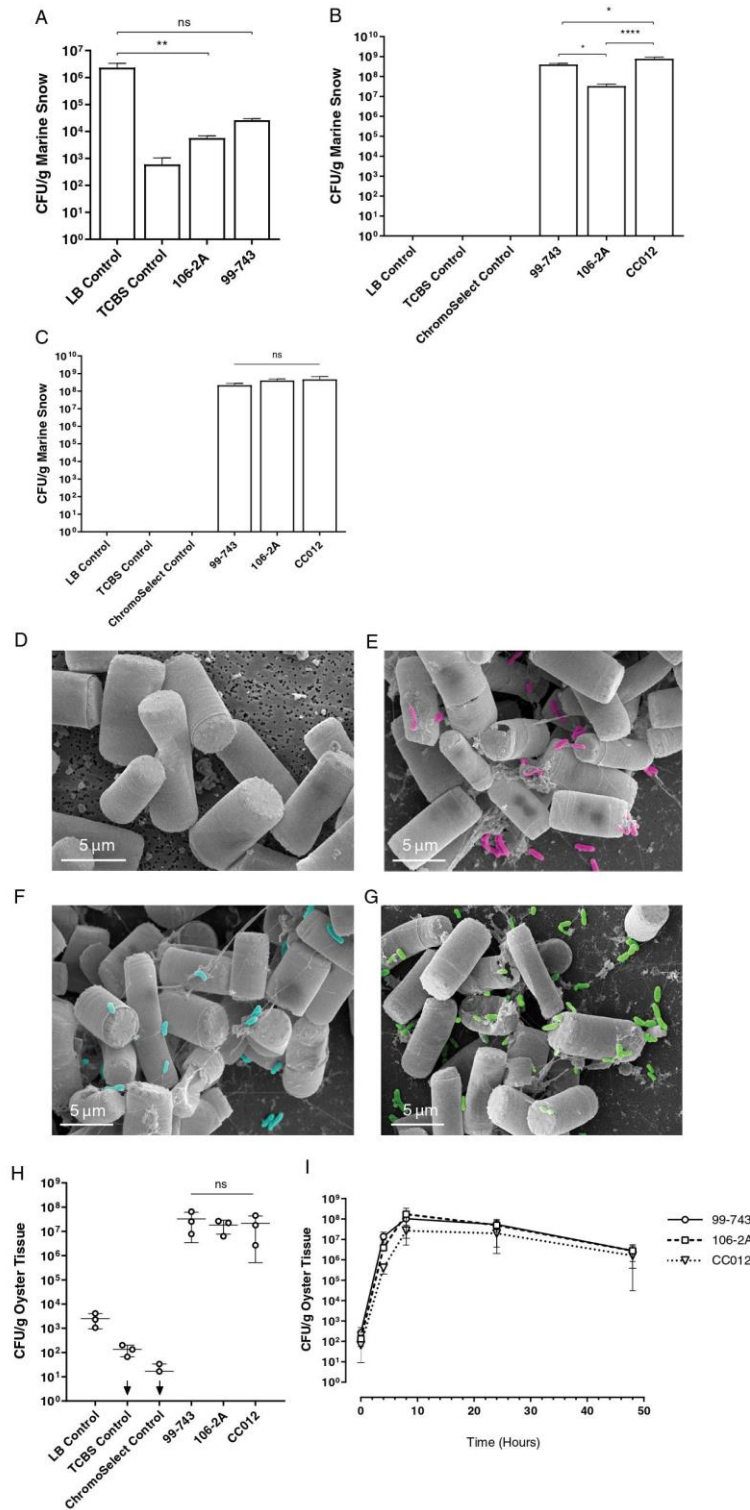 A
ns
**
CFU/g Marine Snow
10⁷
10⁶
10⁵
10⁴
10³
10²
10¹
10⁰
LB Control
TCBS Control
106-2A
99-743
B
*
*
****
CFU/g Marine Snow
10¹⁰
10⁹
10⁸
10⁷
10⁶
10⁵
10⁴
10³
10²
10¹
10⁰
LB Control
TCBS Control
ChromoSelect Control
99-743
106-2A
CC012
C
ns
CFU/g Marine Snow
10¹⁰
10⁹
10⁸
10⁷
10⁶
10⁵
10⁴
10³
10²
10¹
10⁰
LB Control
TCBS Control
ChromoSelect Control
99-743
106-2A
CC012
D
5 μm
E
5 μm
F
5 μm
G
5 μm
H
ns
CFU/g Oyster Tissue
10⁹
10⁸
10⁷
10⁶
10⁵
10⁴
10³
10²
10¹
10⁰
LB Control
TCBS Control
ChromoSelect Control
99-743
106-2A
CC012
I
CFU/g Oyster Tissue
10⁹
10⁸
10⁷
10⁶
10⁵
10⁴
10³
10²
10¹
10⁰
0
10
20
30
40
50
Time (Hours)
99-743
106-2A
CC012